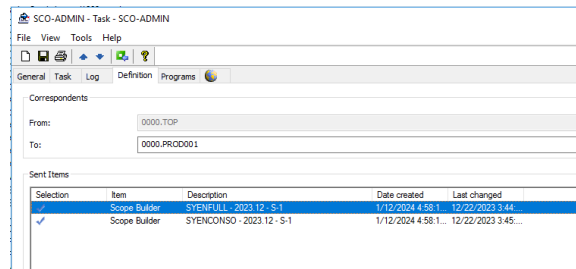 SCO-ADMIN - Task - SCO-ADMIN
File View Tools Help
General Task Log Definition Programs
Correspondents
From: 0000.TOP
To: 0000.PROD001
Sent Items
Selection Item Description Date created Last changed
Scope Builder SYENFULL - 2023.12 - S-1 1/12/2024 4:58:1... 12/22/2023 3:44:...
Scope Builder SYENCONSO - 2023.12 - S-1 1/12/2024 4:58:1... 12/22/2023 3:45:...